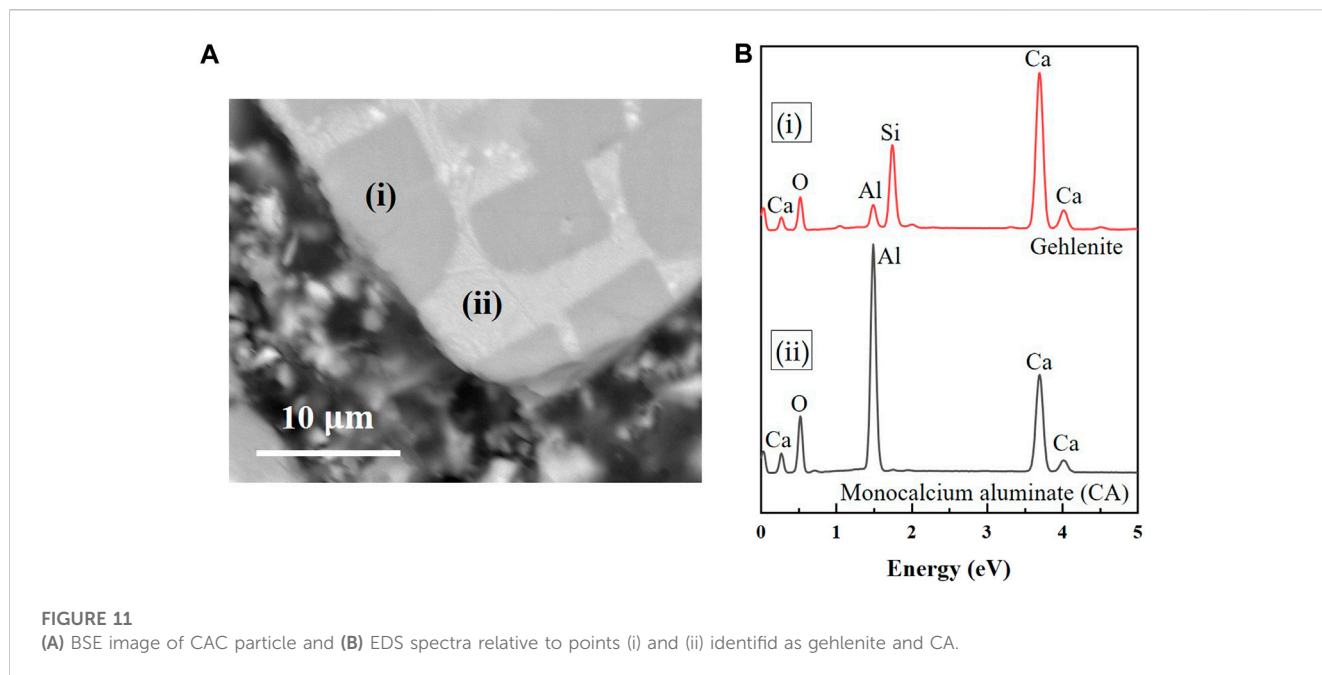 A
(i)
(ii)
10 μm
B
(i)
Ca
O
Al
Si
Ca
Ca
Gehlenite
(ii)
Ca
O
Al
Ca
Ca
Monocalcium aluminate (CA)
0 1 2 3 4 5
Energy (eV)
FIGURE 11
(A) BSE image of CAC particle and (B) EDS spectra relative to points (i) and (ii) identifid as gehlenite and CA.